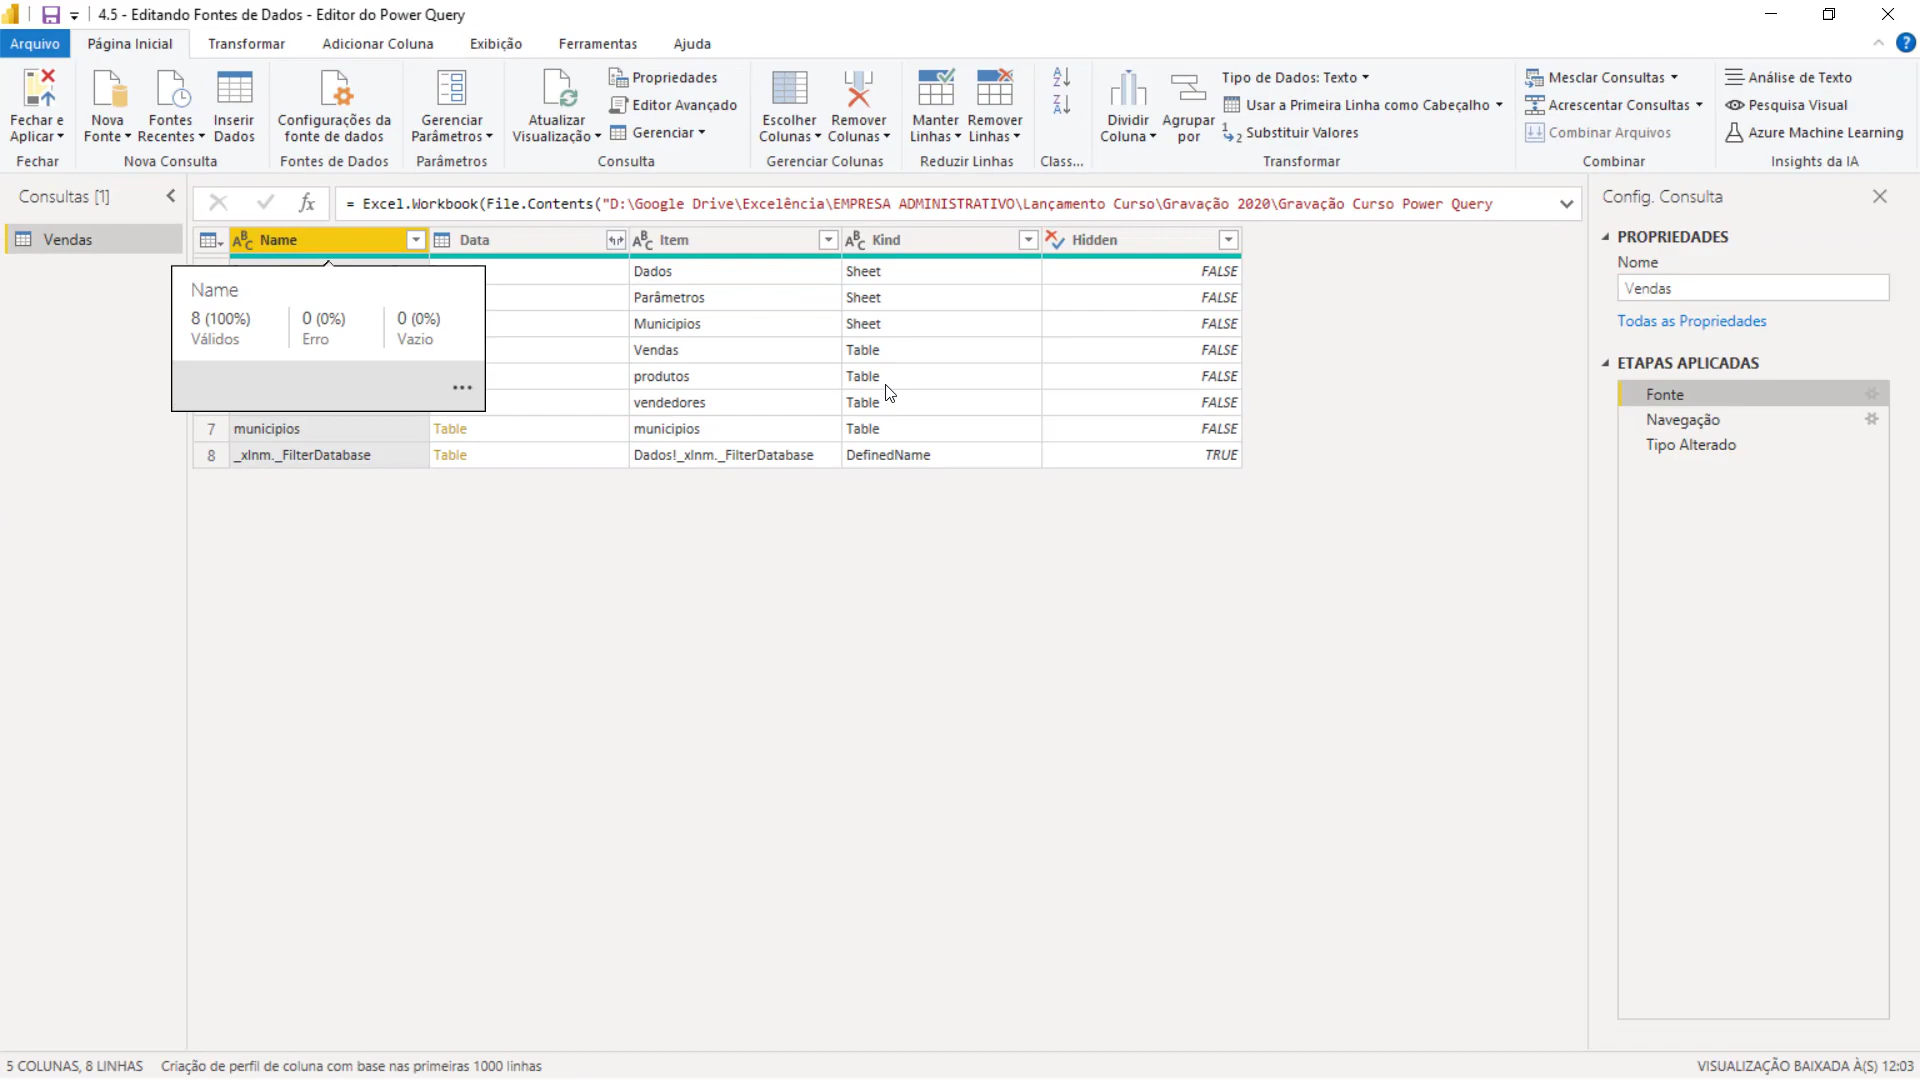 4.5 - Editando Fontes de Dados - Editor do Power Query
Arquivo Página Inicial Transformar Adicionar Coluna Exibição Ferramentas Ajuda
Fechar e Aplicar
Fechar
Nova Fonte
Fontes Recentes
Inserir Dados
Nova Consulta
Configurações da fonte de dados
Fontes de Dados
Gerenciar Parâmetros
Parâmetros
Atualizar Visualização
Propriedades
Editor Avançado
Gerenciar
Consulta
Escolher Colunas
Remover Colunas
Gerenciar Colunas
Manter Linhas
Remover Linhas
Reduzir Linhas
Class...
Dividir Coluna
Agrupar por
Tipo de Dados: Texto
Usar a Primeira Linha como Cabeçalho
Substituir Valores
Transformar
Mesclar Consultas
Acrescentar Consultas
Combinar Arquivos
Combinar
Análise de Texto
Pesquisa Visual
Azure Machine Learning
Insights da IA
Consultas [1]
Vendas
fx
= Excel.Workbook(File.Contents("D:\Google Drive\Excelência\EMPRESA ADMINISTRATIVO\Lançamento Curso\Gravação 2020\Gravação Curso Power Query
Name Data Item Kind Hidden
Dados Sheet FALSE
Parâmetros Sheet FALSE
Municipios Sheet FALSE
Vendas Table FALSE
produtos Table FALSE
vendedores Table FALSE
7 municipios Table municipios Table FALSE
8 _xlnm._FilterDatabase Table Dados!_xlnm._FilterDatabase DefinedName TRUE
Name
8 (100%) 0 (0%) 0 (0%)
Válidos Erro Vazio
Config. Consulta
PROPRIEDADES
Nome
Vendas
Todas as Propriedades
ETAPAS APLICADAS
Fonte
Navegação
Tipo Alterado
5 COLUNAS, 8 LINHAS Criação de perfil de coluna com base nas primeiras 1000 linhas
VISUALIZAÇÃO BAIXADA À(S) 12:03